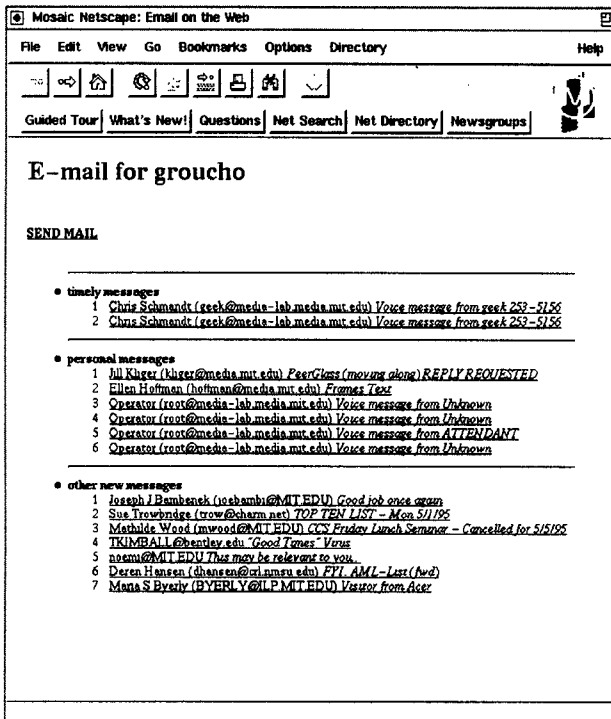 Mosaic Netscape: Email on the Web
File Edit View Go Bookmarks Options Directory Help
Guided Tour What's New! Questions Net Search Net Directory Newsgroups
E-mail for groucho
SEND MAIL
timely messages
1 Chris Schmandt (geek@media-lab.media.mit.edu) Voice message from geek 253-5156
2 Chris Schmandt (geek@media-lab.media.mit.edu) Voice message from geek 253-5156
personal messages
1 Jill Kliger (kliger@media.mit.edu) PeerGlass (moving along) REPLY REQUESTED
2 Ellen Hoffman (hoffman@media.mit.edu) Frames Text
3 Operator (root@media-lab.media.mit.edu) Voice message from Unknown
4 Operator (root@media-lab.media.mit.edu) Voice message from Unknown
5 Operator (root@media-lab.media.mit.edu) Voice message from ATTENDANT
6 Operator (root@media-lab.media.mit.edu) Voice message from Unknown
other new messages
1 Joseph J Bambenek (joebambi@MIT.EDU) Good job once again
2 Sue Trowbridge (trow@charm.net) TOP TEN LIST - Mon 5/1/95
3 Mathilde Wood (mwood@MIT.EDU) CCS Friday Lunch Seminar - Cancelled for 5/5/95
4 TKIMBALL@bentley.edu "Good Times" Virus
5 noemi@MIT.EDU This may be relevant to you.
6 Deren Hansen (dhansen@crl.nmsu.edu) FYI. AML-List (fwd)
7 Maria S Byerly (BYERLY@ILP.MIT.EDU) Visitor from Acer